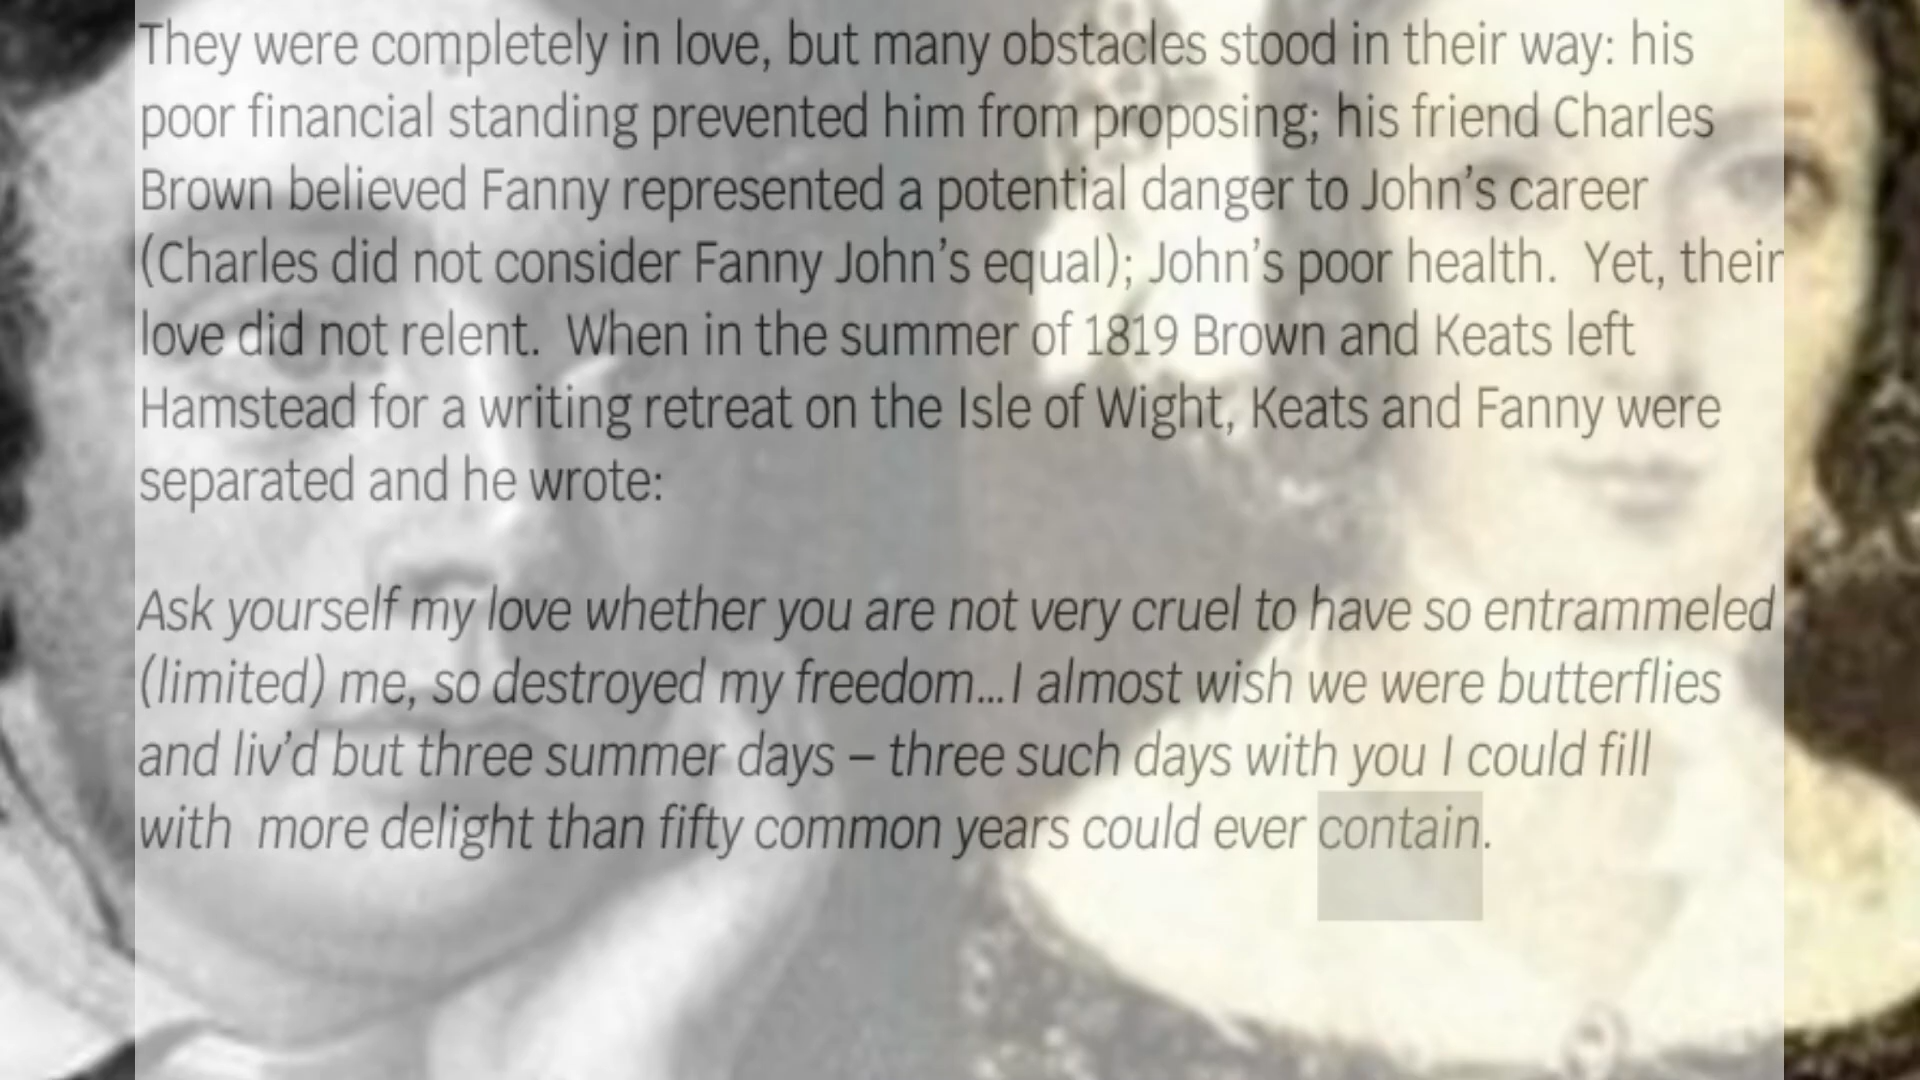 They were completely in love, but many obstacles stood in their way: his
poor financial standing prevented him from proposing; his friend Charles
Brown believed Fanny represented a potential danger to John’s career
(Charles did not consider Fanny John’s equal); John’s poor health.  Yet, their
love did not relent.  When in the summer of 1819 Brown and Keats left
Hamstead for a writing retreat on the Isle of Wight, Keats and Fanny were
separated and he wrote:
Ask yourself my love whether you are not very cruel to have so entrammeled
(limited) me, so destroyed my freedom...I almost wish we were butterflies
and liv’d but three summer days – three such days with you I could fill
with  more delight than fifty common years could ever contain.